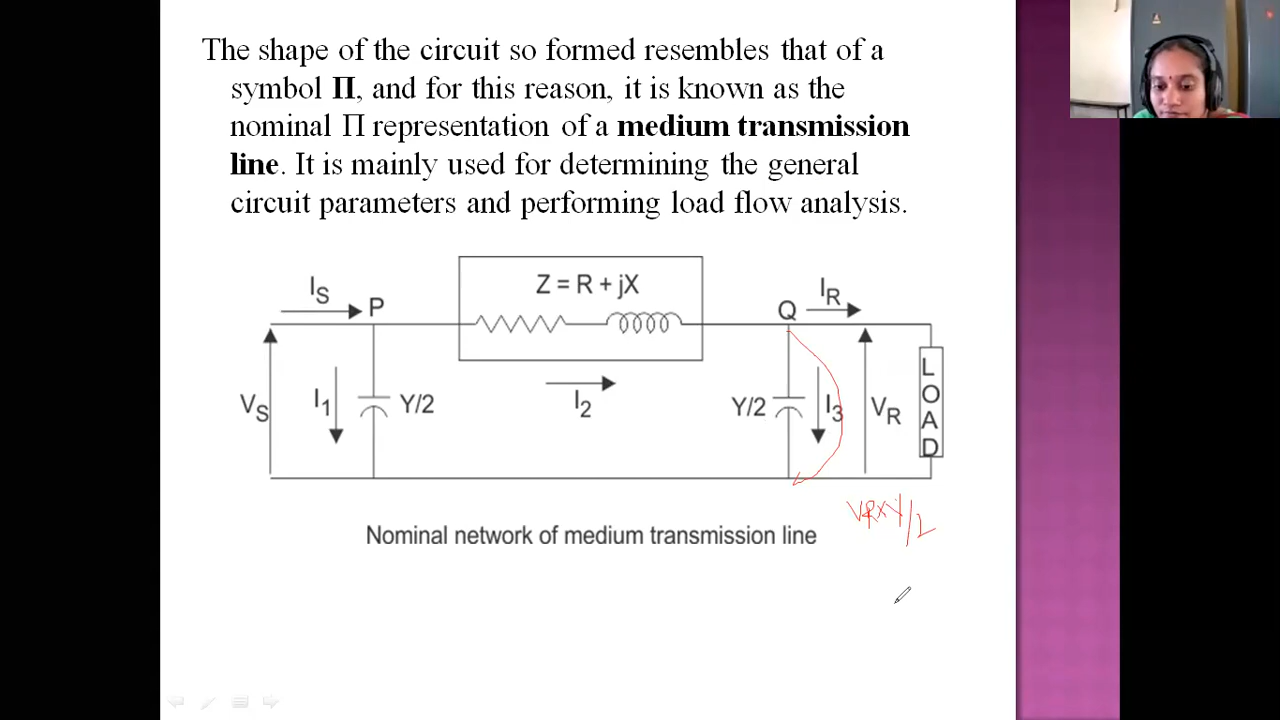 The shape of the circuit so formed resembles that of a
symbol Π, and for this reason, it is known as the
nominal Π representation of a medium transmission
line. It is mainly used for determining the general
circuit parameters and performing load flow analysis.
Z = R + jX
IS
P
Q
IR
VS
I1
Y/2
I2
Y/2
I3
VR
LOAD
VR×Y/2
Nominal network of medium transmission line